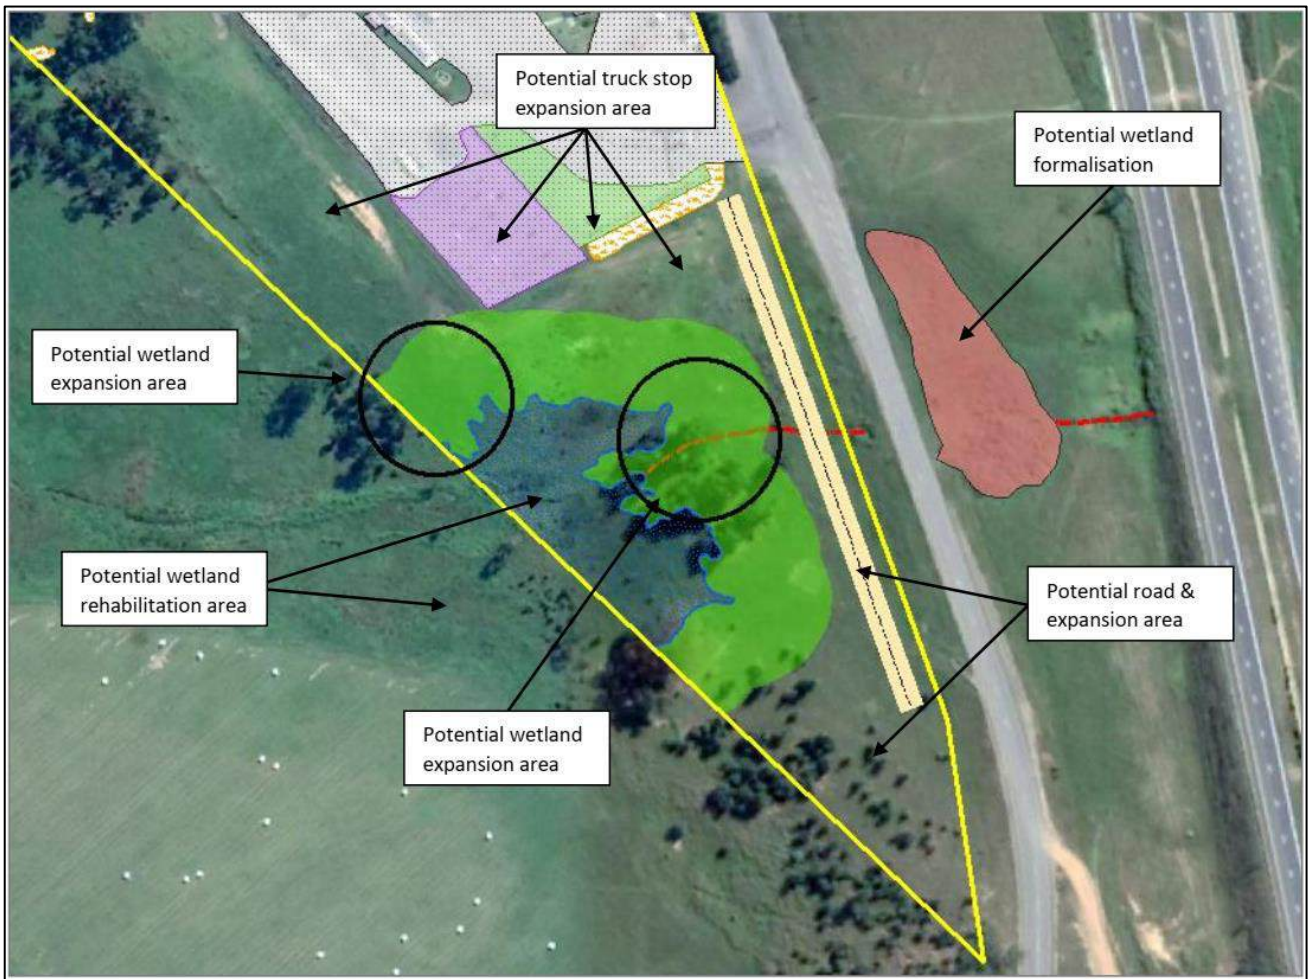 Potential truck stop
expansion area
Potential wetland
formalisation
Potential wetland
expansion area
Potential wetland
rehabilitation area
Potential road &
expansion area
Potential wetland
expansion area